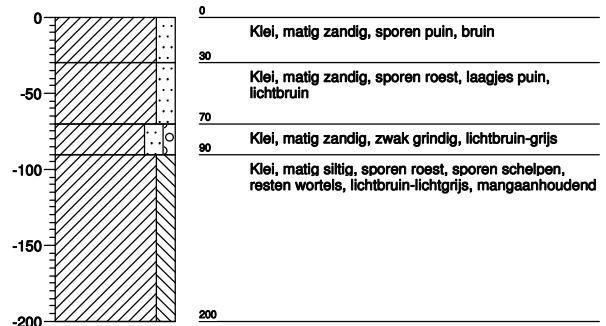 0
-50
-100
-150
-200
0
Klei, matig zandig, sporen puin, bruin
30
Klei, matig zandig, sporen roest, laagjes puin,
lichtbruin
70
Klei, matig zandig, zwak grindig, lichtbruin-grijs
90
Klei, matig siltig, sporen roest, sporen schelpen,
resten wortels, lichtbruin-lichtgrijs, mangaanhoudend
200